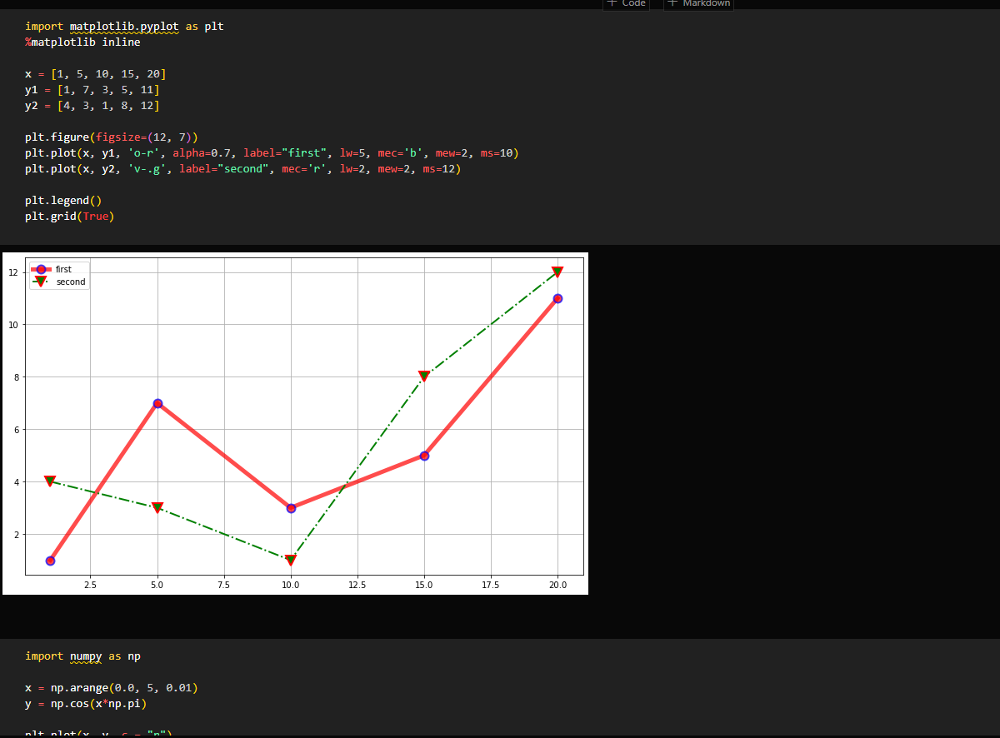 + Code + Markdown
import matplotlib.pyplot as plt
%matplotlib inline
x = [1, 5, 10, 15, 20]
y1 = [1, 7, 3, 5, 11]
y2 = [4, 3, 1, 8, 12]
plt.figure(figsize=(12, 7))
plt.plot(x, y1, 'o-r', alpha=0.7, label="first", lw=5, mec='b', mew=2, ms=10)
plt.plot(x, y2, 'v-.g', label="second", mec='r', lw=2, mew=2, ms=12)
plt.legend()
plt.grid(True)
first
second
12
10
8
6
4
2
2.5 5.0 7.5 10.0 12.5 15.0 17.5 20.0
import numpy as np
x = np.arange(0.0, 5, 0.01)
y = np.cos(x*np.pi)
plt.plot(x, y, c = "r")